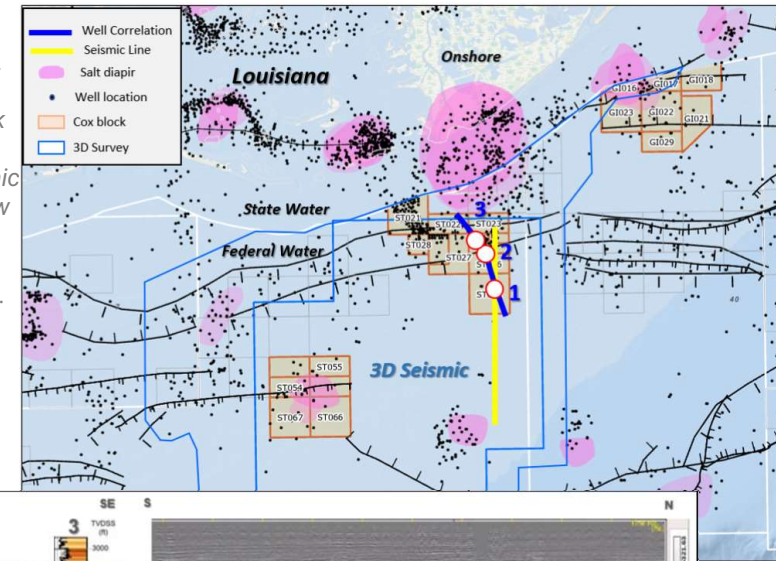 Well Correlation
Seismic Line
Salt diapir
Well location
Cox block
3D Survey
Louisiana
Onshore
GI016
GI017
GI018
GI023
GI022
GI021
GI029
State Water
Federal Water
ST021
ST022
ST023
ST028
ST027
3
2
1
40
3D Seismic
ST055
ST054
ST067
ST066
SE
S
N
3
TVDSS
(ft)
3000